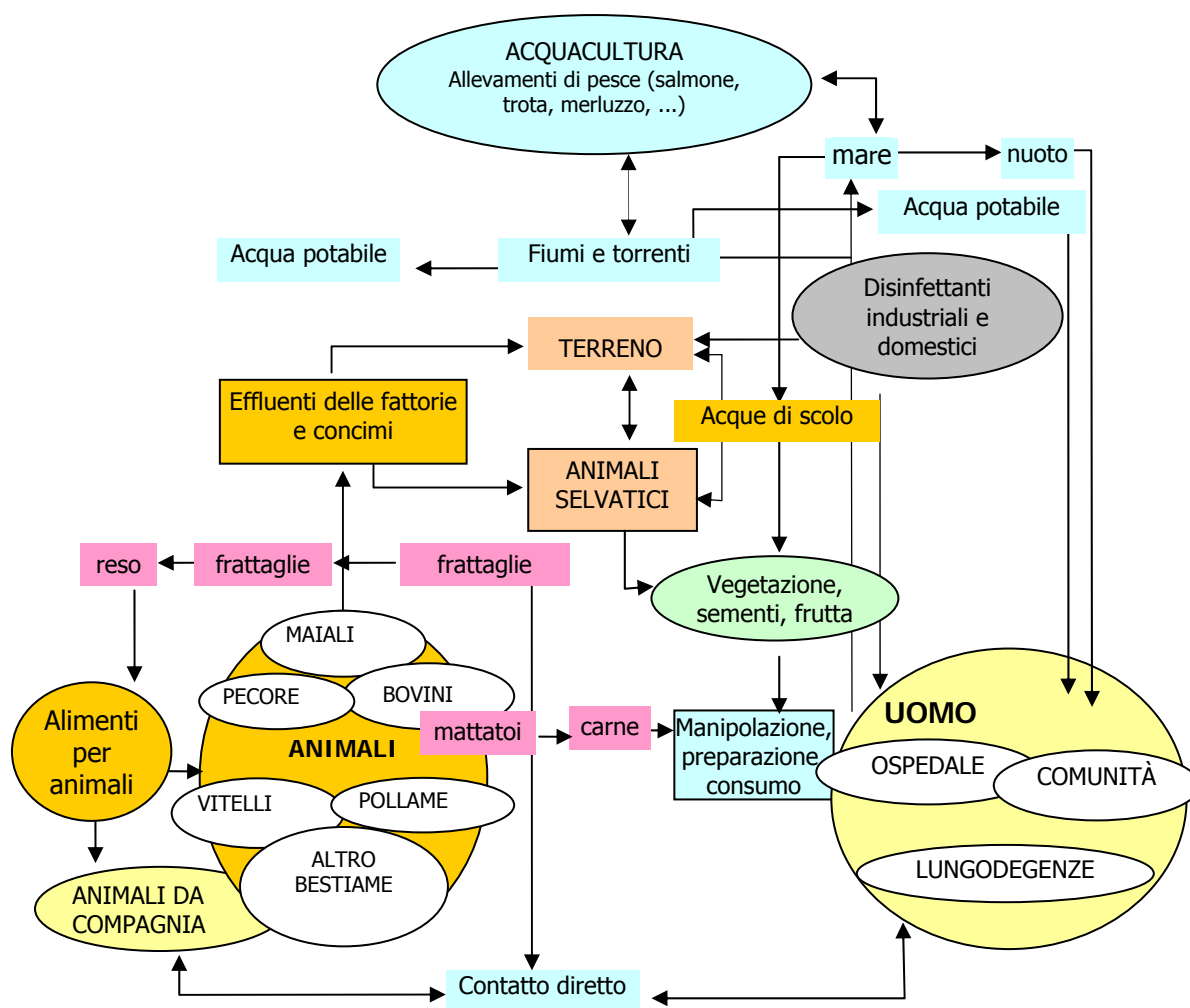 ACQUACULTURA
Allevamenti di pesce (salmone,
trota, merluzzo, ...)
mare
nuoto
Acqua potabile
Acqua potabile
Fiumi e torrenti
Disinfettanti
industriali e
domestici
TERRENO
Effluenti delle fattorie
e concimi
Acque di scolo
ANIMALI
SELVATICI
reso
frattaglie
frattaglie
Vegetazione,
sementi, frutta
MAIALI
PECORE
BOVINI
Alimenti
per
animali
ANIMALI
mattatoi
carne
Manipolazione,
preparazione
consumo
UOMO
OSPEDALE
COMUNITÀ
VITELLI
POLLAME
ALTRO
BESTIAME
LUNGODEGENZE
ANIMALI DA
COMPAGNIA
Contatto diretto